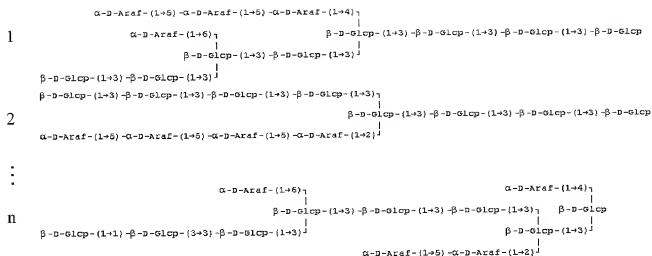 α-D-Araf-(1→5)-α-D-Araf-(1→5)-α-D-Araf-(1→4)
1
α-D-Araf-(1→6)
β-D-Glcp-(1→3)-β-D-Glcp-(1→3)-β-D-Glcp-(1→3)-β-D-Glcp
β-D-Glcp-(1→3)-β-D-Glcp-(1→3)
β-D-Glcp-(1→3)-β-D-Glcp-(1→3)
β-D-Glcp-(1→3)-β-D-Glcp-(1→3)-β-D-Glcp-(1→3)-β-D-Glcp-(1→3)
2
β-D-Glcp-(1→3)-β-D-Glcp-(1→3)-β-D-Glcp-(1→3)-β-D-Glcp
α-D-Araf-(1→5)-α-D-Araf-(1→5)-α-D-Araf-(1→5)-α-D-Araf-(1→2)
⋮
α-D-Araf-(1→6) α-D-Araf-(1→4)
n
β-D-Glcp-(1→3)-β-D-Glcp-(1→3)-β-D-Glcp-(1→3) β-D-Glcp
β-D-Glcp-(1→1)-β-D-Glcp-(3→3)-β-D-Glcp-(1→3) β-D-Glcp-(1→3)
α-D-Araf-(1→5)-α-D-Araf-(1→2)